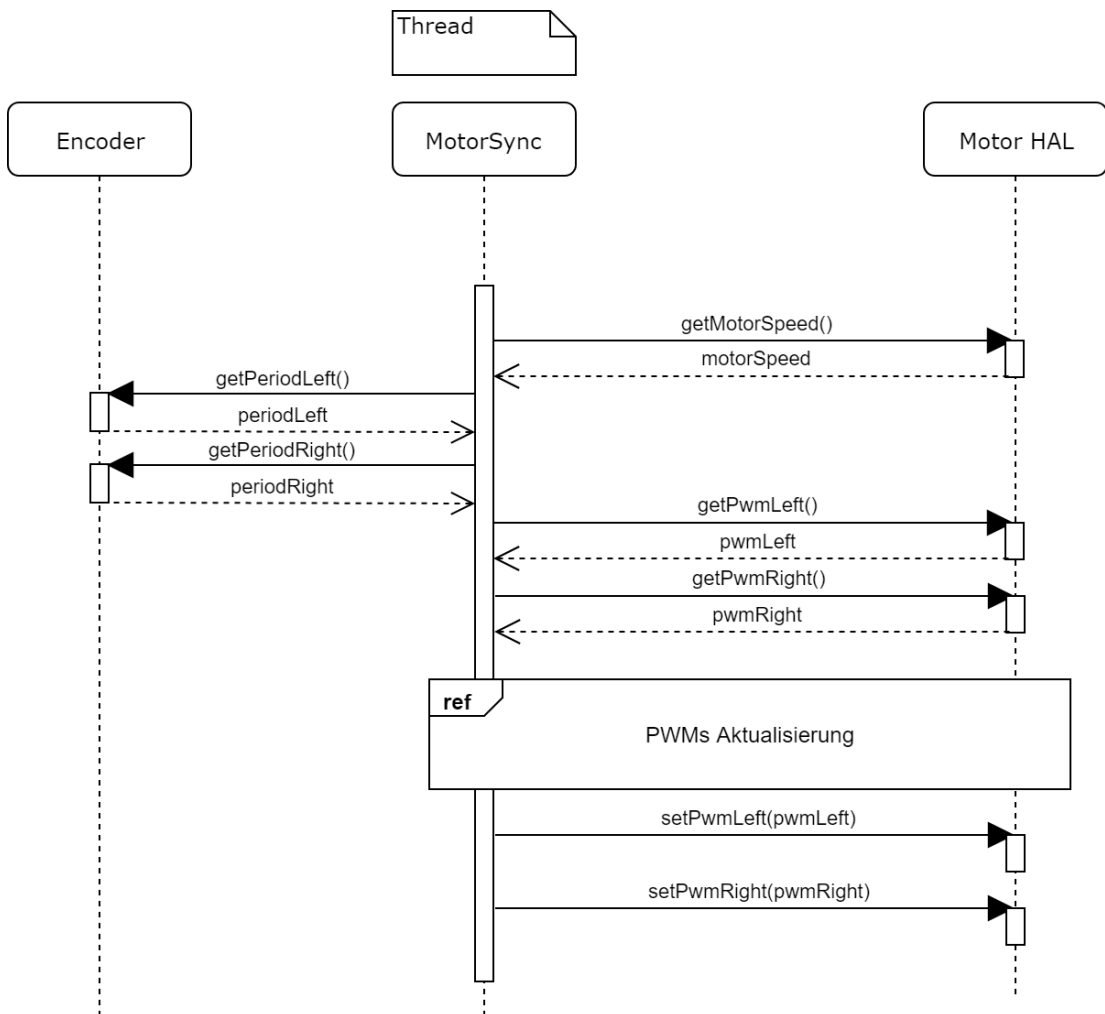 Thread
Encoder
MotorSync
Motor HAL
getMotorSpeed()
motorSpeed
getPeriodLeft()
periodLeft
getPeriodRight()
periodRight
getPwmLeft()
pwmLeft
getPwmRight()
pwmRight
ref
PWMs Aktualisierung
setPwmLeft(pwmLeft)
setPwmRight(pwmRight)